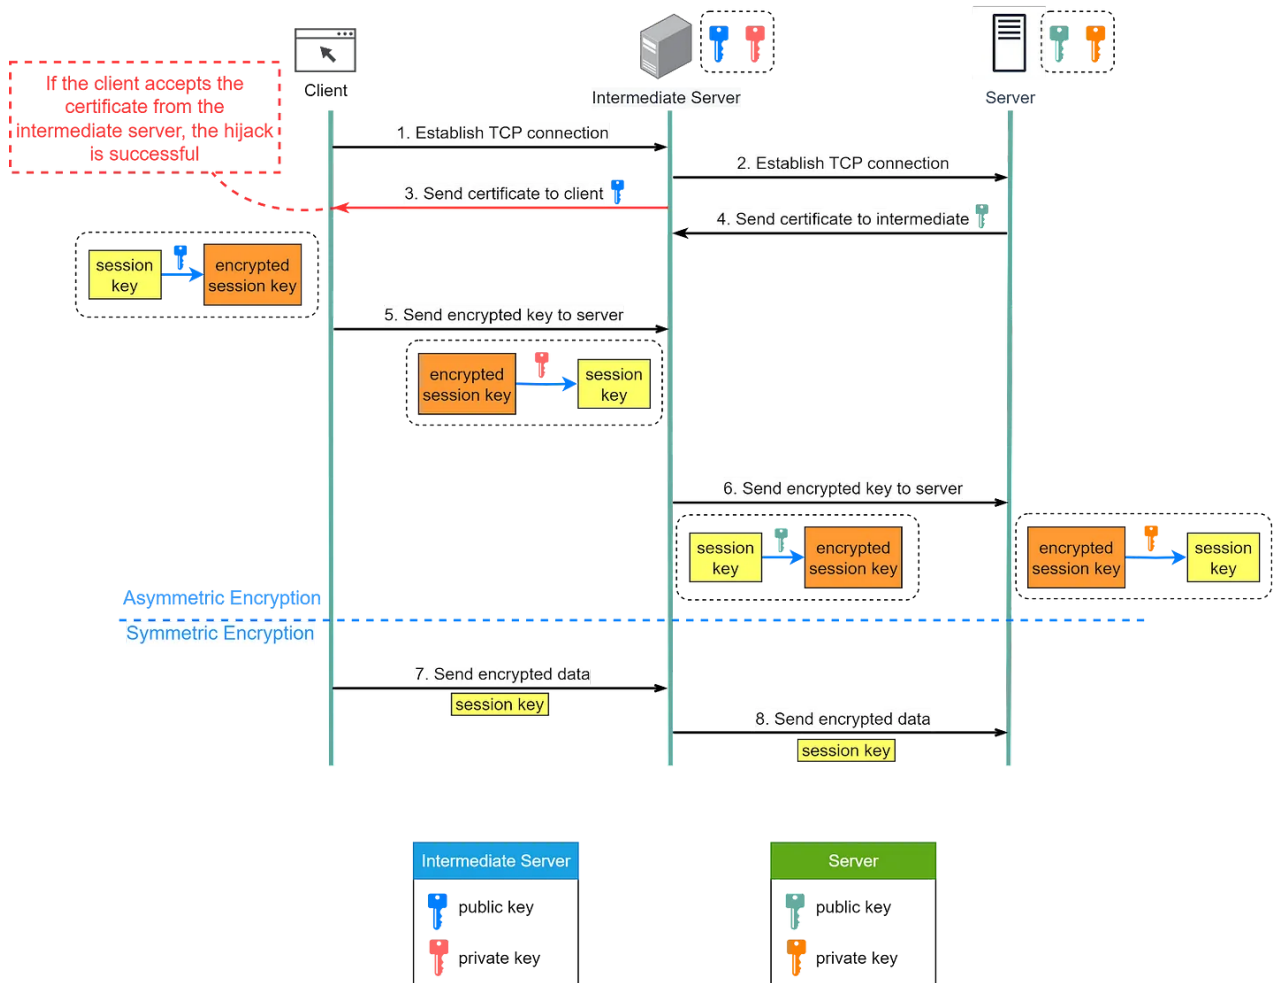 Client
Intermediate Server
Server
If the client accepts the
certificate from the
intermediate server, the hijack
is successful
1. Establish TCP connection
2. Establish TCP connection
3. Send certificate to client
4. Send certificate to intermediate
session
key
encrypted
session key
5. Send encrypted key to server
encrypted
session key
session
key
6. Send encrypted key to server
session
key
encrypted
session key
encrypted
session key
session
key
Asymmetric Encryption
Symmetric Encryption
7. Send encrypted data
session key
8. Send encrypted data
session key
Intermediate Server
public key
private key
Server
public key
private key